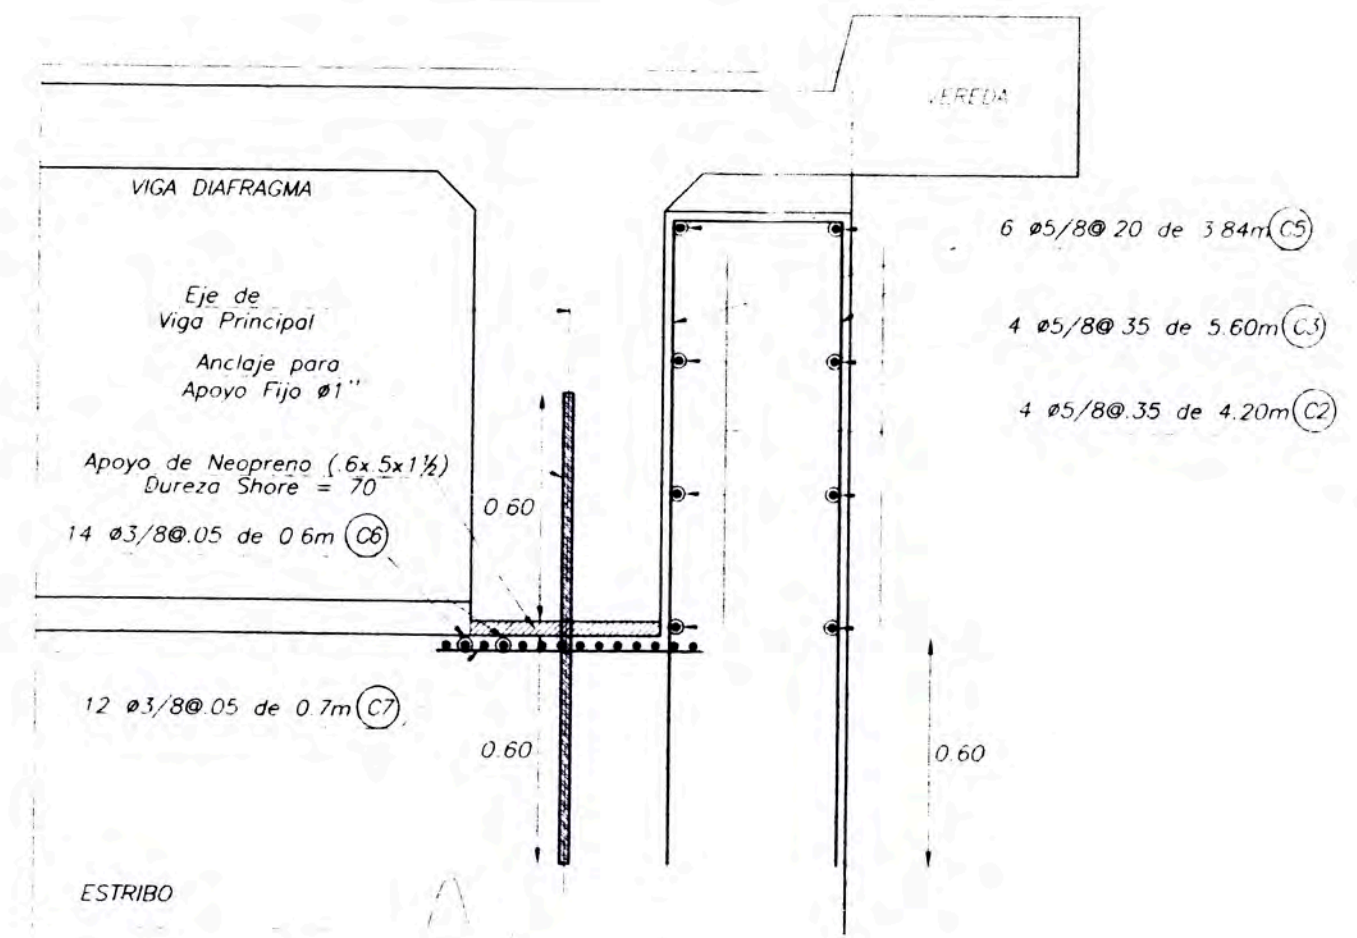 VEREDA
VIGA DIAFRAGMA
6 ø5/8@ 20 de 3 84m C5
Eje de
Viga Principal
4 ø5/8@ 35 de 5.60m C3
Anclaje para
Apoyo Fijo ø1"
4 ø5/8@.35 de 4.20m C2
Apoyo de Neopreno (.6x.5x1½)
Dureza Shore = 70
0.60
14 ø3/8@.05 de 0 6m C6
12 ø3/8@.05 de 0.7m C7
0.60
0.60
ESTRIBO